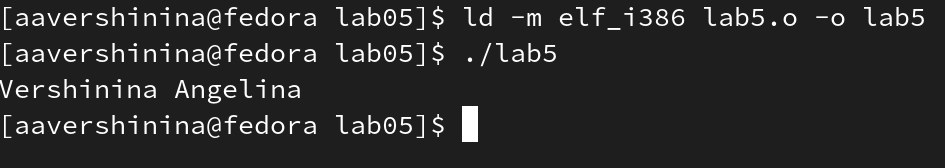 [aavershinina@fedora lab05]$ ld -m elf_i386 lab5.o -o lab5
[aavershinina@fedora lab05]$ ./lab5
Vershinina Angelina
[aavershinina@fedora lab05]$